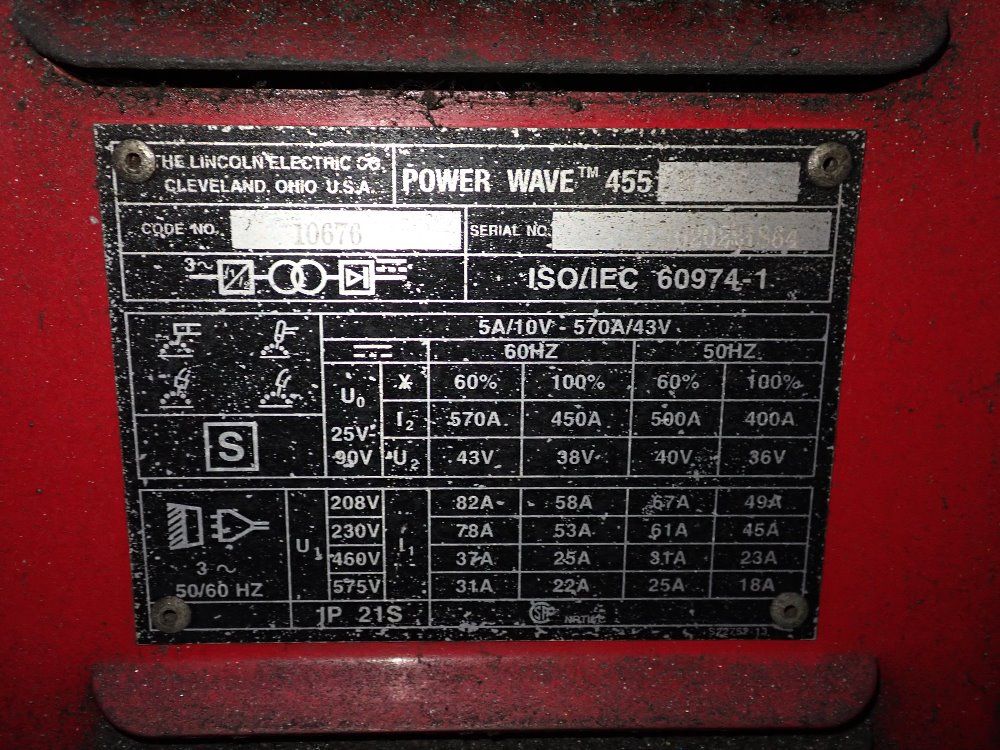 THE LINCOLN ELECTRIC CO.
CLEVELAND, OHIO U.S.A.
POWER WAVE™ 455
CODE NO. 10676
SERIAL NO.
3~
ISO/IEC 60974-1
5A/10V - 570A/43V
60HZ 50HZ
U₀ X 60% 100% 60% 100%
I₂ 570A 450A 500A 400A
25V-
90V U₂ 43V 38V 40V 36V
S
U₁ 208V I₁ 82A 58A 67A 49A
230V 78A 53A 61A 45A
460V 37A 25A 31A 23A
575V 31A 22A 25A 18A
3 ~
50/60 HZ
IP 21S
NRTL/C